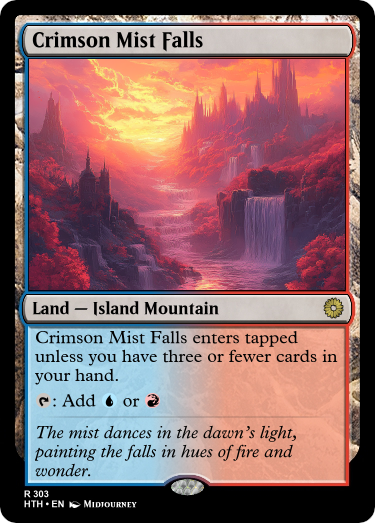 Crimson Mist Falls
Land — Island Mountain
Crimson Mist Falls enters tapped
unless you have three or fewer cards in
your hand.
: Add or
The mist dances in the dawn's light,
painting the falls in hues of fire and
wonder.
R 303
HTH • EN Midjourney